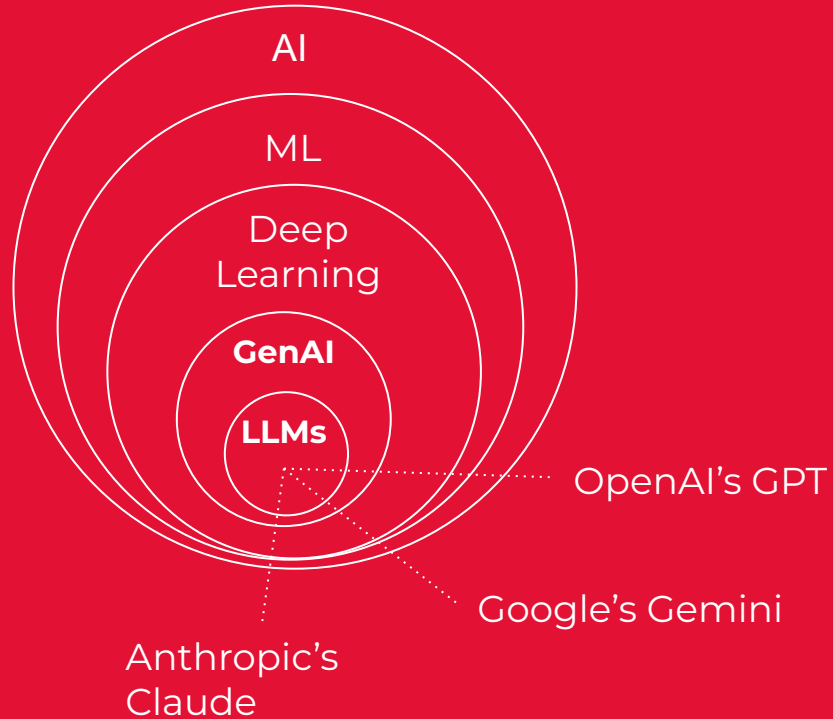 AI
ML
Deep
Learning
GenAI
LLMs
OpenAI’s GPT
Google’s Gemini
Anthropic’s
Claude